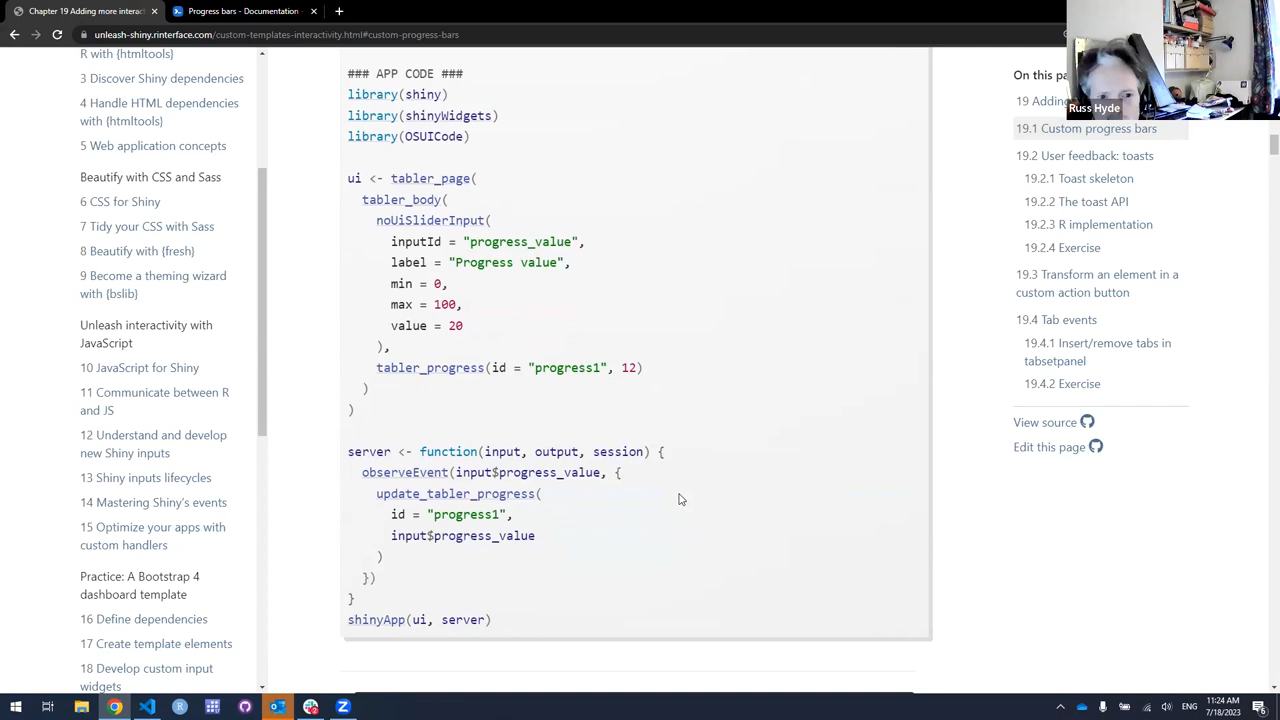 Chapter 19 Adding more interact
Progress bars - Documentation -
unleash-shiny.rinterface.com/custom-templates-interactivity.html#custom-progress-bars
R with {htmltools}
3 Discover Shiny dependencies
4 Handle HTML dependencies
with {htmltools}
5 Web application concepts
Beautify with CSS and Sass
6 CSS for Shiny
7 Tidy your CSS with Sass
8 Beautify with {fresh}
9 Become a theming wizard
with {bslib}
Unleash interactivity with
JavaScript
10 JavaScript for Shiny
11 Communicate between R
and JS
12 Understand and develop
new Shiny inputs
13 Shiny inputs lifecycles
14 Mastering Shiny's events
15 Optimize your apps with
custom handlers
Practice: A Bootstrap 4
dashboard template
16 Define dependencies
17 Create template elements
18 Develop custom input
widgets
### APP CODE ###
library(shiny)
library(shinyWidgets)
library(OSUICode)
ui <- tabler_page(
tabler_body(
noUiSliderInput(
inputId = "progress_value",
label = "Progress value",
min = 0,
max = 100,
value = 20
),
tabler_progress(id = "progress1", 12)
)
)
server <- function(input, output, session) {
observeEvent(input$progress_value, {
update_tabler_progress(
id = "progress1",
input$progress_value
)
})
}
shinyApp(ui, server)
On this pa
19 Adding
19.1 Custom progress bars
19.2 User feedback: toasts
19.2.1 Toast skeleton
19.2.2 The toast API
19.2.3 R implementation
19.2.4 Exercise
19.3 Transform an element in a
custom action button
19.4 Tab events
19.4.1 Insert/remove tabs in
tabsetpanel
19.4.2 Exercise
View source
Edit this page
Russ Hyde
11:24 AM
7/18/2023